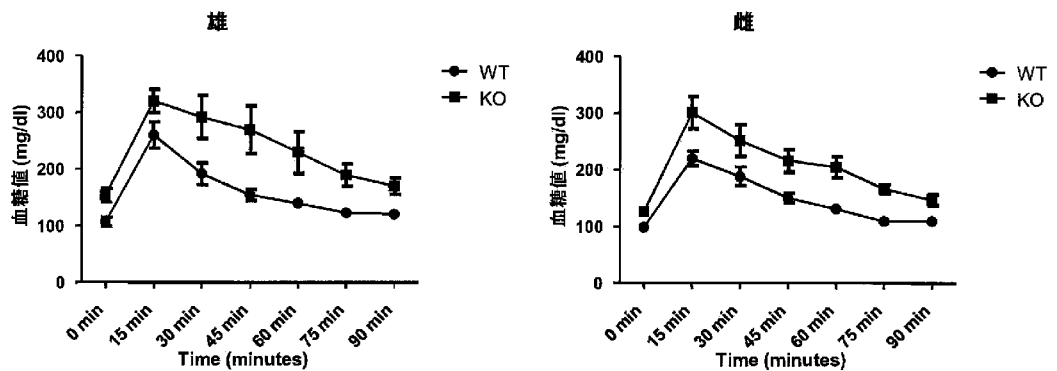 雄
血糖値 (mg/dl)
400
300
200
100
0
0 min
15 min
30 min
45 min
60 min
75 min
90 min
Time (minutes)
WT
KO
雌
血糖値 (mg/dl)
400
300
200
100
0
0 min
15 min
30 min
45 min
60 min
75 min
90 min
Time (minutes)
WT
KO